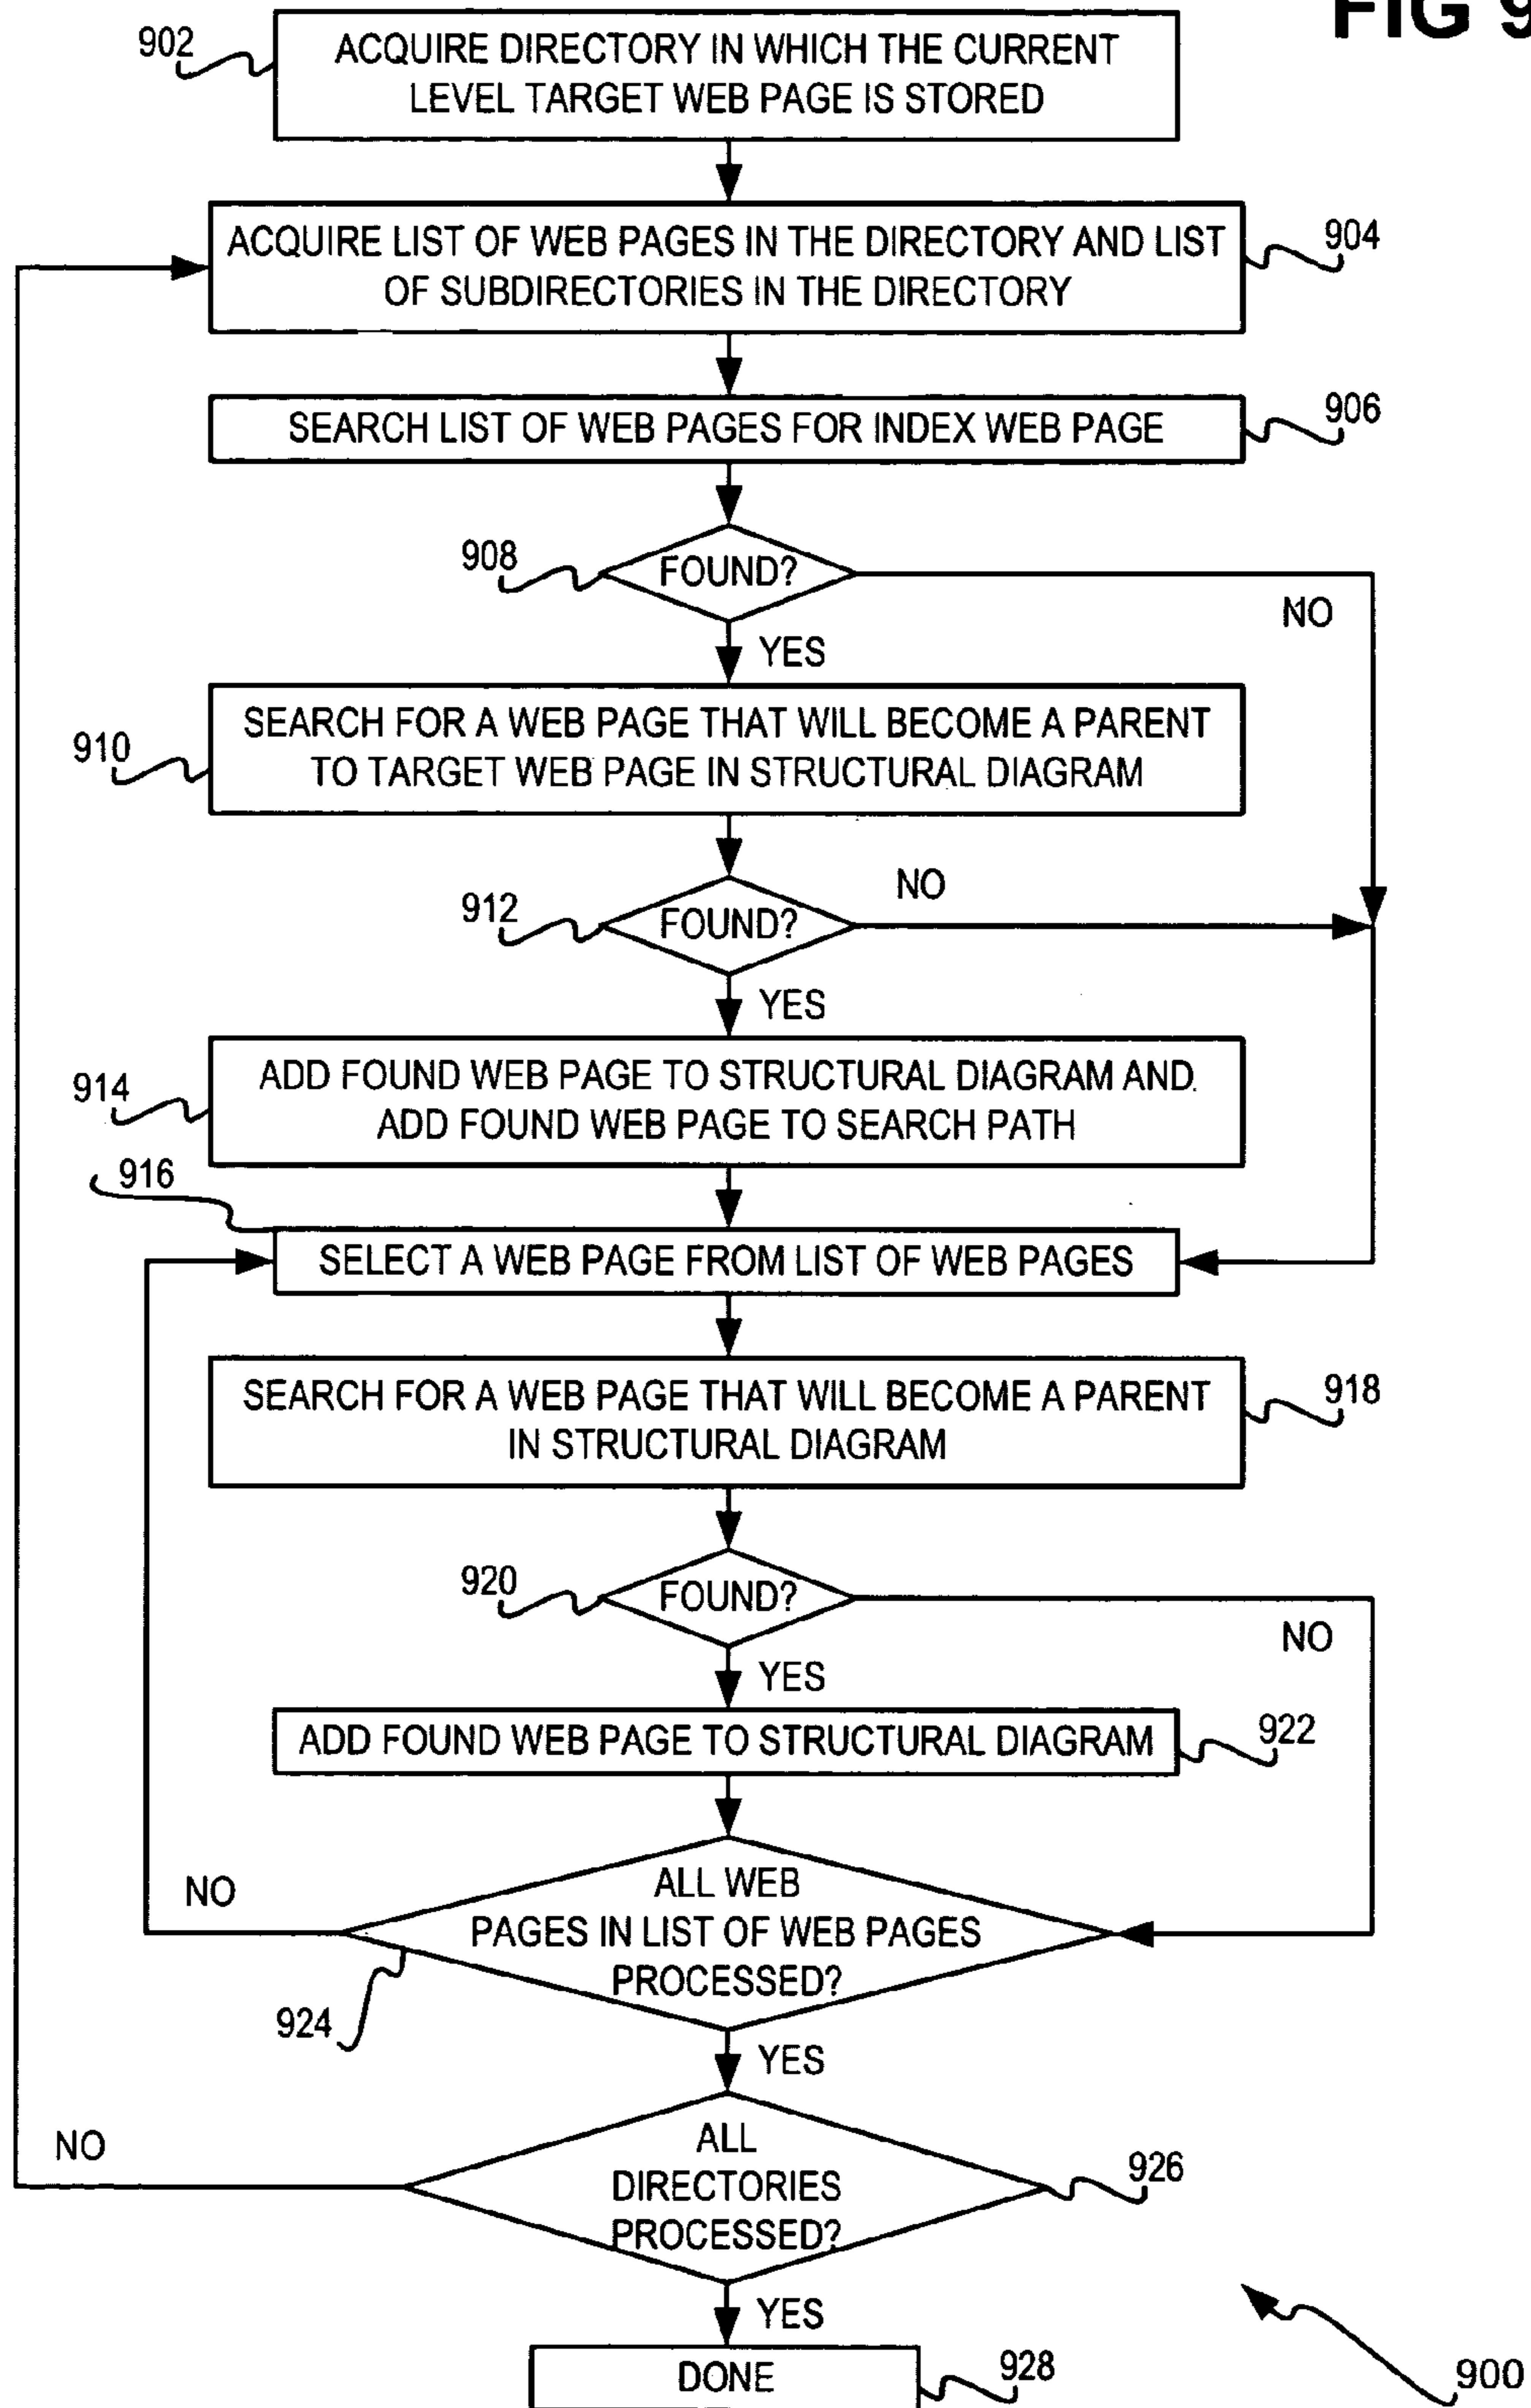 FIG 9
902
ACQUIRE DIRECTORY IN WHICH THE CURRENT
LEVEL TARGET WEB PAGE IS STORED
ACQUIRE LIST OF WEB PAGES IN THE DIRECTORY AND LIST
OF SUBDIRECTORIES IN THE DIRECTORY
904
SEARCH LIST OF WEB PAGES FOR INDEX WEB PAGE
906
908
FOUND?
NO
YES
910
SEARCH FOR A WEB PAGE THAT WILL BECOME A PARENT
TO TARGET WEB PAGE IN STRUCTURAL DIAGRAM
912
FOUND?
NO
YES
914
ADD FOUND WEB PAGE TO STRUCTURAL DIAGRAM AND
ADD FOUND WEB PAGE TO SEARCH PATH
916
SELECT A WEB PAGE FROM LIST OF WEB PAGES
SEARCH FOR A WEB PAGE THAT WILL BECOME A PARENT
IN STRUCTURAL DIAGRAM
918
920
FOUND?
NO
YES
ADD FOUND WEB PAGE TO STRUCTURAL DIAGRAM
922
NO
ALL WEB
PAGES IN LIST OF WEB PAGES
PROCESSED?
924
YES
NO
ALL
DIRECTORIES
PROCESSED?
926
YES
DONE
928
900